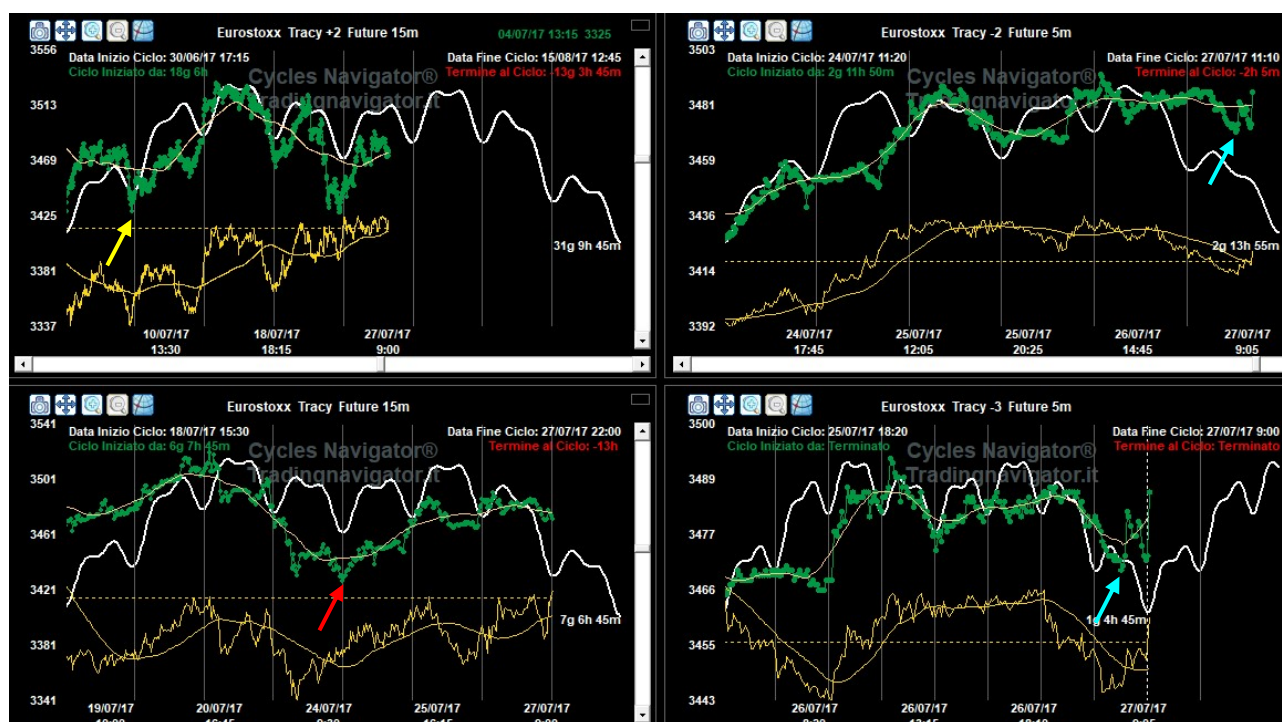 Eurostoxx Tracy +2 Future 15m
04/07/17 13:15 3325
3556
Data Inizio Ciclo: 30/06/17 17:15
Data Fine Ciclo: 15/08/17 12:45
Ciclo Iniziato da: 18g 6h
Termine al Ciclo: -13g 3h 45m
Cycles Navigator®
Tradingnavigator.it
3513
3469
3425
3381
3337
31g 9h 45m
10/07/17 18/07/17 27/07/17
13:30 18:15 9:00
Eurostoxx Tracy -2 Future 5m
3503
Data Inizio Ciclo: 24/07/17 11:20
Data Fine Ciclo: 27/07/17 11:10
Ciclo Iniziato da: 2g 11h 50m
Termine al Ciclo: -2h 5m
Cycles Navigator®
Tradingnavigator.it
3481
3459
3436
3414
3392
2g 13h 55m
24/07/17 25/07/17 25/07/17 26/07/17 27/07/17
17:45 12:05 20:25 14:45 9:05
Eurostoxx Tracy Future 15m
3541
Data Inizio Ciclo: 18/07/17 15:30
Data Fine Ciclo: 27/07/17 22:00
Ciclo Iniziato da: 6g 7h 45m
Termine al Ciclo: -13h
Cycles Navigator®
Tradingnavigator.it
3501
3461
3421
3381
3341
7g 6h 45m
19/07/17 20/07/17 24/07/17 25/07/17 27/07/17
Eurostoxx Tracy -3 Future 5m
3500
Data Inizio Ciclo: 25/07/17 18:20
Data Fine Ciclo: 27/07/17 9:00
Ciclo Iniziato da: Terminato
Termine al Ciclo: Terminato
Cycles Navigator®
Tradingnavigator.it
3489
3477
3466
3455
3443
1g 4h 45m
26/07/17 26/07/17 26/07/17 27/07/17